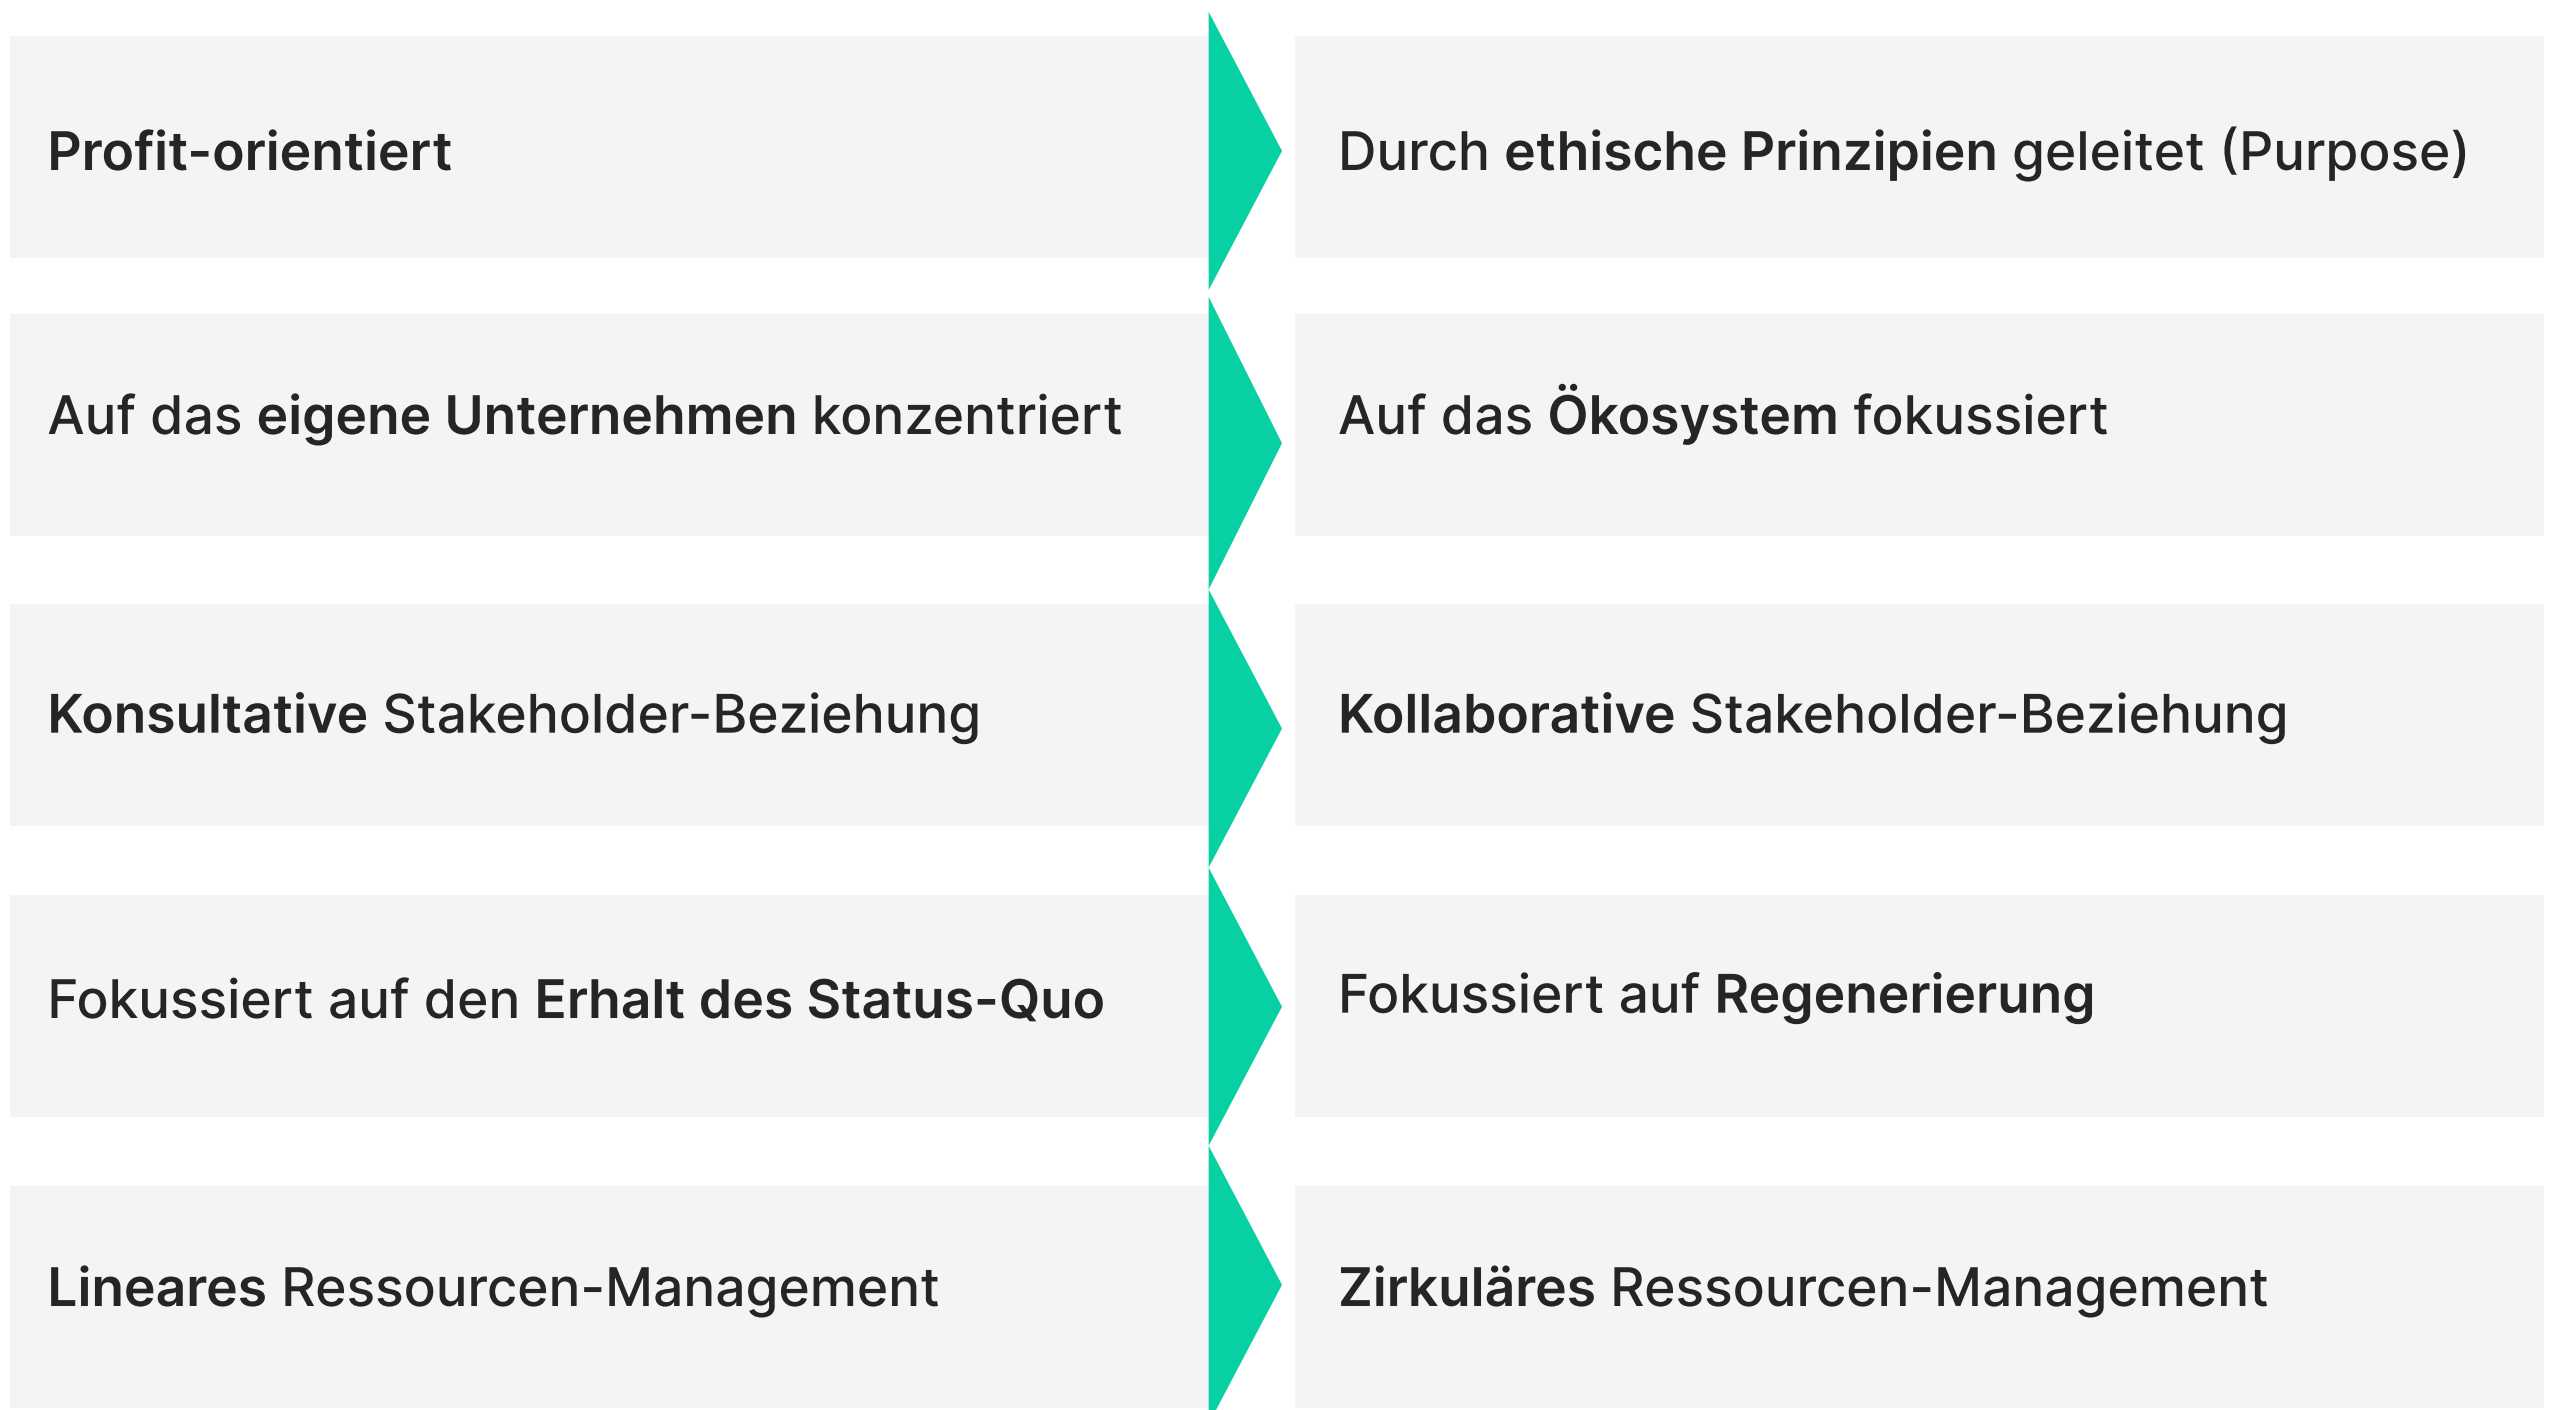 Profit-orientiert
Durch ethische Prinzipien geleitet (Purpose)
Auf das eigene Unternehmen konzentriert
Auf das Ökosystem fokussiert
Konsultative Stakeholder-Beziehung
Kollaborative Stakeholder-Beziehung
Fokussiert auf den Erhalt des Status-Quo
Fokussiert auf Regenerierung
Lineares Ressourcen-Management
Zirkuläres Ressourcen-Management